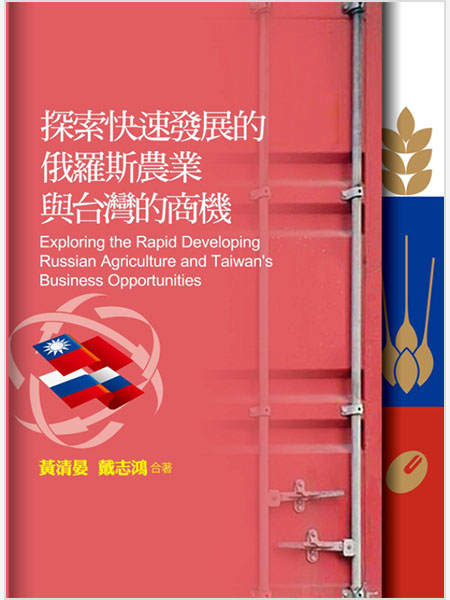 探索快速發展的
俄羅斯農業
與台灣的商機
Exploring the Rapid Developing
Russian Agriculture and Taiwan's
Business Opportunities
黃清晏 戴志鴻 合著